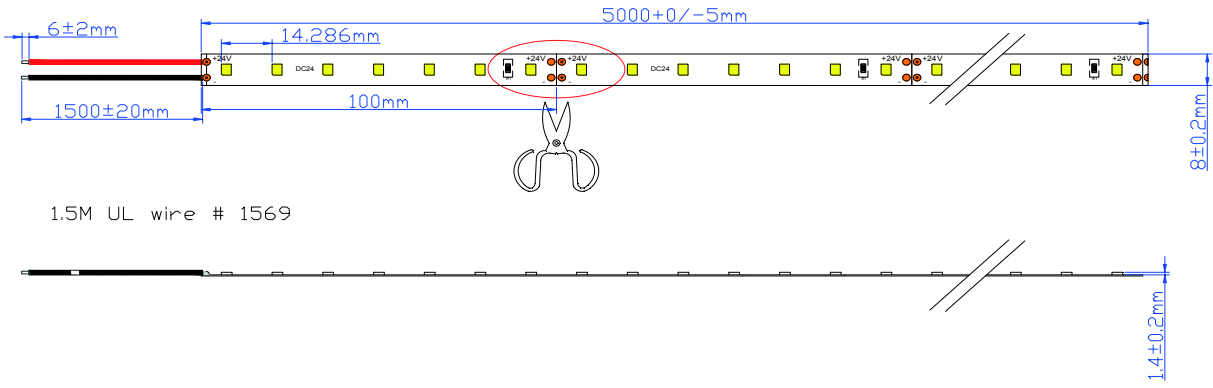 5000+0/-5mm
6±2mm
14.286mm
+24V
+24V
+24V
+24V
+24V
+24V
DC24
DC24
-
-
-
-
-
-
100mm
1500±20mm
8±0.2mm
1.5M UL wire # 1569
1.4±0.2mm